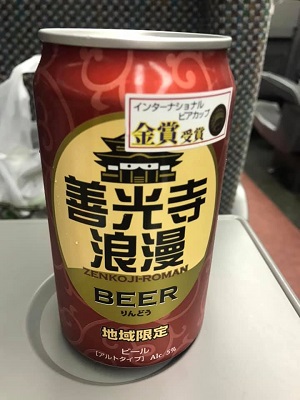 インターナショナル
ビアカップ
金賞受賞
善光寺
浪漫
ZENKOJI-ROMAN
BEER
りんどう
地域限定
ビール
[アルトタイプ] Alc. 5%